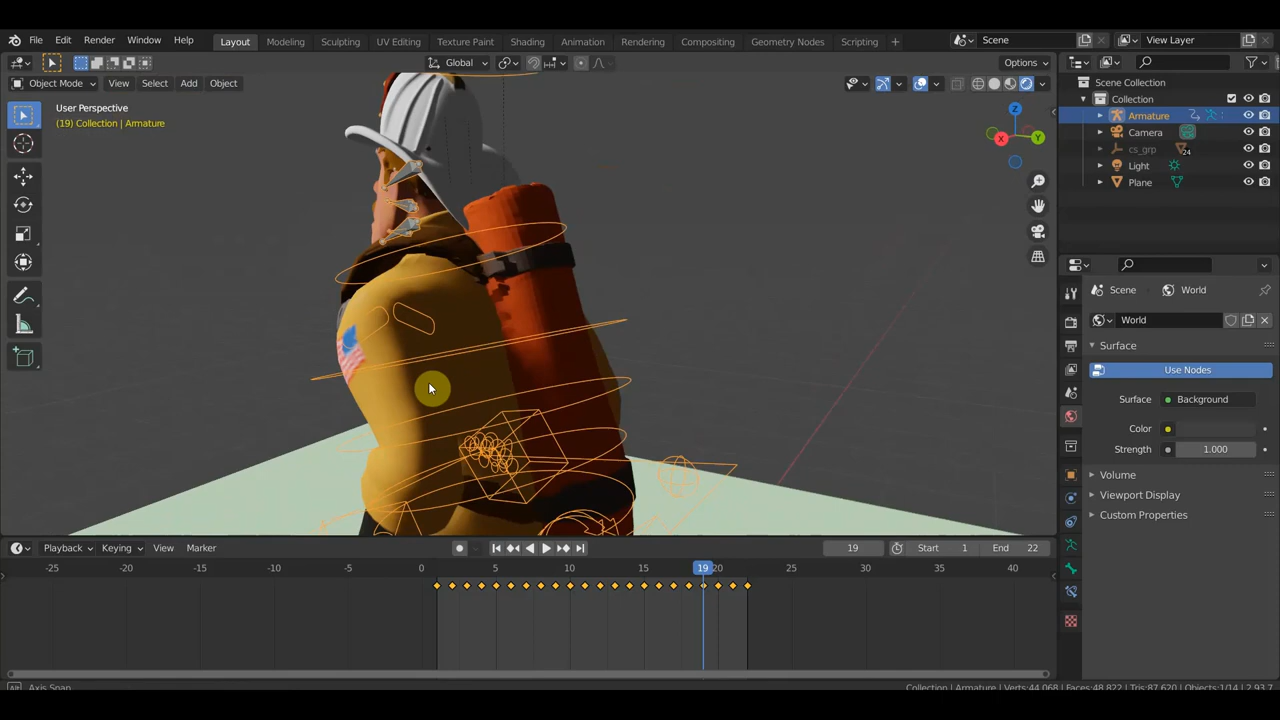 File Edit Render Window Help Layout Modeling Sculpting UV Editing Texture Paint Shading Animation Rendering Compositing Geometry Nodes Scripting + Scene View Layer
Global Options
Object Mode View Select Add Object
User Perspective
(19) Collection | Armature
Z
X
Y
Scene Collection
Collection
Armature
Camera
cs_grp
24
Light
Plane
Scene World
World
Surface
Use Nodes
Surface Background
Color
Strength 1.000
Volume
Viewport Display
Custom Properties
Playback Keying View Marker 19 Start 1 End 22
-25 -20 -15 -10 -5 0 5 10 15 19 20 25 30 35 40
Axis Snap
Collection | Armature Verts:44,068 | Faces:48,822 | Tris:87,620 | Objects:1/14 | 2.93.7